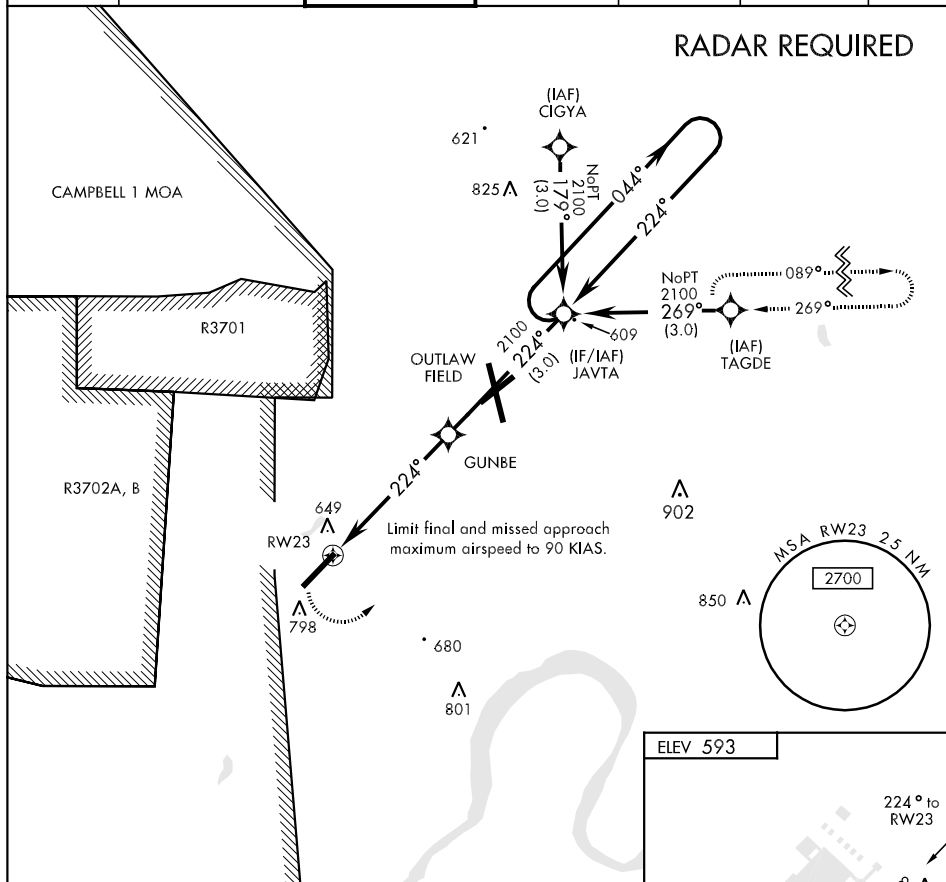 RADAR REQUIRED
(IAF)
CIGYA
621
CAMPBELL 1 MOA
825
NoPT
2100
179°
(3.0)
044°
224°
NoPT
2100
269°
(3.0)
089°
269°
R3701
2100
224°
(3.0)
609
(IF/IAF)
JAVTA
(IAF)
TAGDE
OUTLAW
FIELD
GUNBE
R3702A, B
224°
902
649
RW23
Limit final and missed approach
maximum airspeed to 90 KIAS.
MSA RW23 25 NM
2700
850
798
680
801
ELEV 593
224° to
RW23